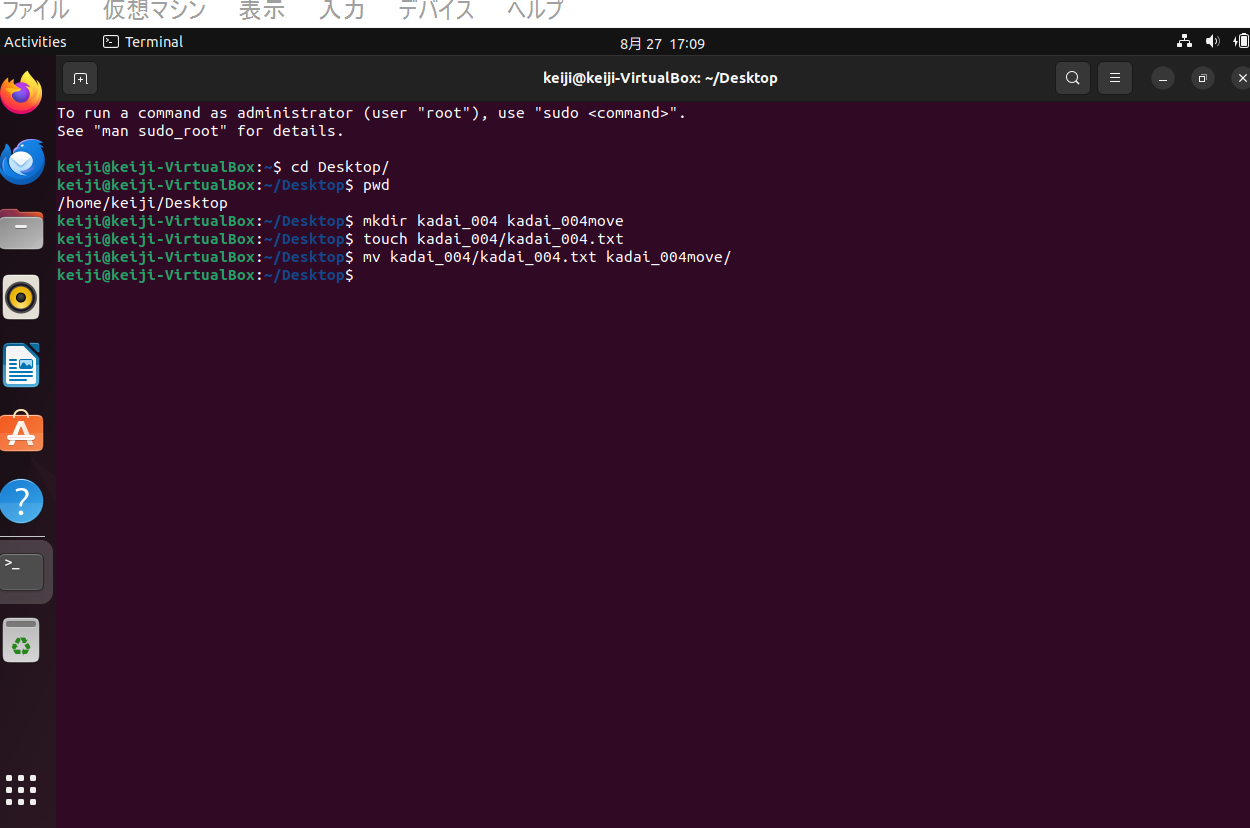 ファイル 仮想マシン 表示 入力 デバイス ヘルプ
Activities Terminal 8月 27 17:09
keiji@keiji-VirtualBox: ~/Desktop
To run a command as administrator (user "root"), use "sudo <command>".
See "man sudo_root" for details.
keiji@keiji-VirtualBox:~$ cd Desktop/
keiji@keiji-VirtualBox:~/Desktop$ pwd
/home/keiji/Desktop
keiji@keiji-VirtualBox:~/Desktop$ mkdir kadai_004 kadai_004move
keiji@keiji-VirtualBox:~/Desktop$ touch kadai_004/kadai_004.txt
keiji@keiji-VirtualBox:~/Desktop$ mv kadai_004/kadai_004.txt kadai_004move/
keiji@keiji-VirtualBox:~/Desktop$